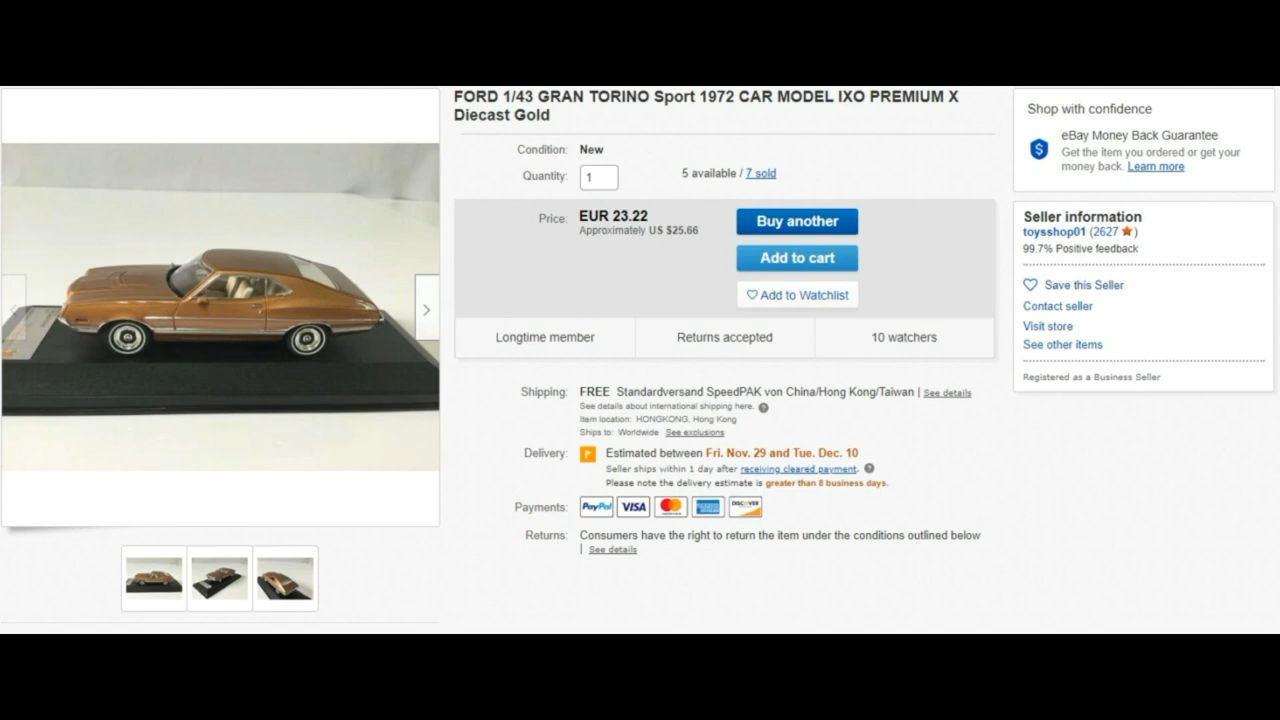 FORD 1/43 GRAN TORINO Sport 1972 CAR MODEL IXO PREMIUM X
Diecast Gold
Condition: New
Quantity: 1 5 available / 7 sold
Price: EUR 23.22
Approximately US $25.66
Buy another
Add to cart
Add to Watchlist
Longtime member Returns accepted 10 watchers
Shipping: FREE Standardversand SpeedPAK von China/Hong Kong/Taiwan | See details
See details about international shipping here. ?
Item location: HONGKONG, Hong Kong
Ships to: Worldwide See exclusions
Delivery: Estimated between Fri. Nov. 29 and Tue. Dec. 10
Seller ships within 1 day after receiving cleared payment. ?
Please note the delivery estimate is greater than 8 business days.
Payments: PayPal VISA DISCOVER
Returns: Consumers have the right to return the item under the conditions outlined below
| See details
Shop with confidence
eBay Money Back Guarantee
Get the item you ordered or get your
money back. Learn more
Seller information
toysshop01 (2627 )
99.7% Positive feedback
Save this Seller
Contact seller
Visit store
See other items
Registered as a Business Seller